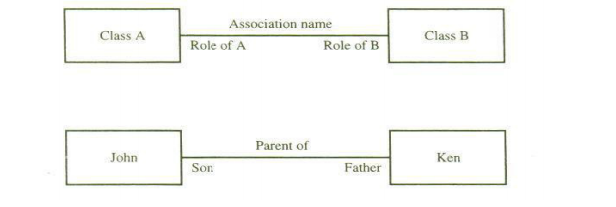 Association name
Class A
Class B
Role of A
Role of B
Parent of
John
Ken
Son
Father